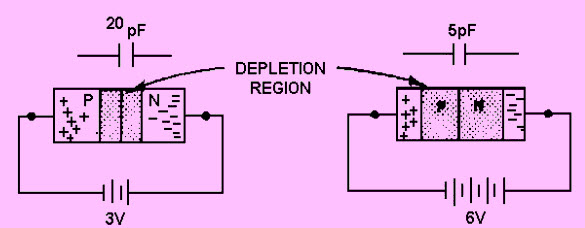 20 pF
5pF
DEPLETION
REGION
P N
P N
3V
6V